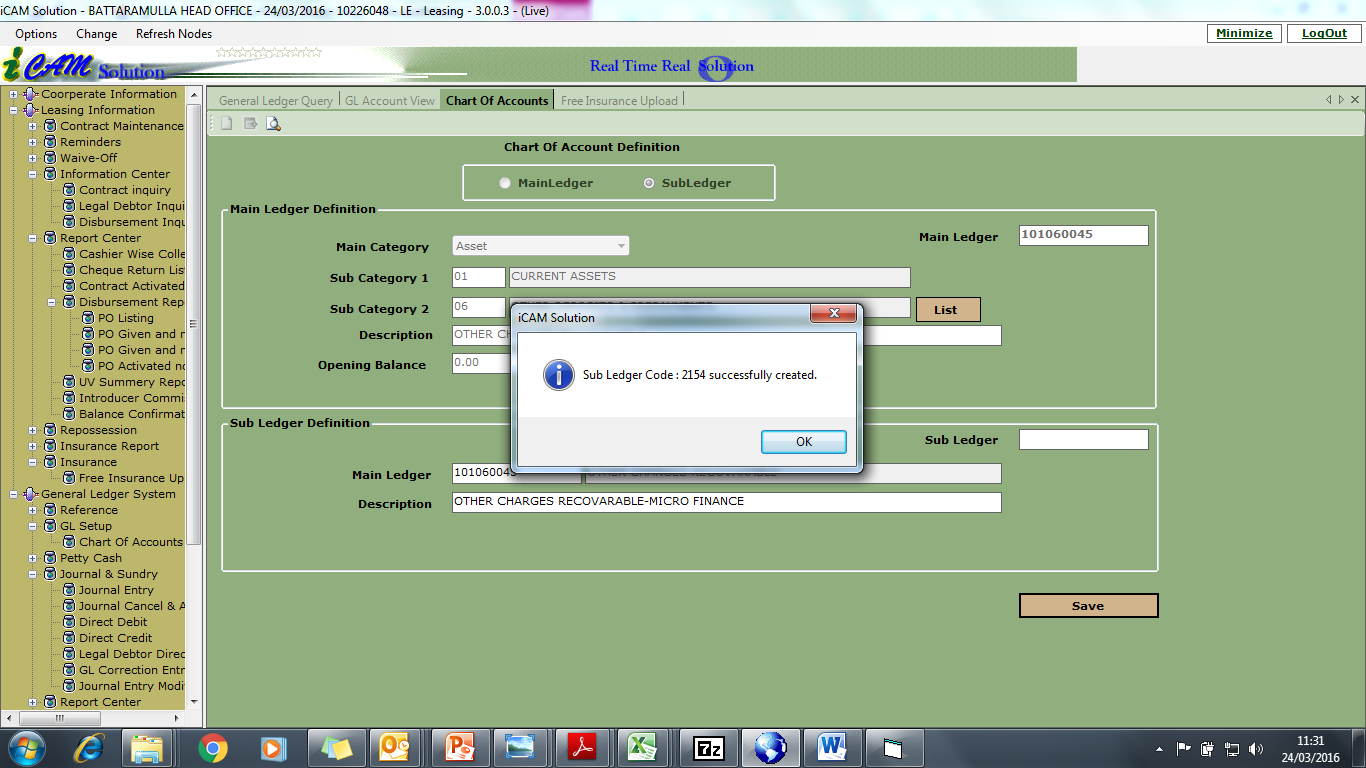 iCAM Solution - BATTARAMULLA HEAD OFFICE - 24/03/2016 - 10226048 - LE - Leasing - 3.0.0.3 - (Live)
Options Change Refresh Nodes Minimize LogOut
iCAM Solution Real Time Real Solution
Coorperate Information
Leasing Information
Contract Maintenance
Reminders
Waive-Off
Information Center
Contract inquiry
Legal Debtor Inqui
Disbursement Inqu
Report Center
Cashier Wise Colle
Cheque Return Lis
Contract Activated
Disbursement Rep
PO Listing
PO Given and r
PO Given and r
PO Activated no
UV Summery Repo
Introducer Commi
Balance Confirmat
Repossession
Insurance Report
Insurance
Free Insurance Up
General Ledger System
Reference
GL Setup
Chart Of Accounts
Petty Cash
Journal & Sundry
Journal Entry
Journal Cancel & A
Direct Debit
Direct Credit
Legal Debtor Direc
GL Correction Entr
Journal Entry Modi
Report Center
General Ledger Query GL Account View Chart Of Accounts Free Insurance Upload
Chart Of Account Definition
MainLedger SubLedger
Main Ledger Definition
Main Category Asset Main Ledger 101060045
Sub Category 1 01 CURRENT ASSETS
Sub Category 2 06 List
Description OTHER CH
Opening Balance 0.00
iCAM Solution
Sub Ledger Code : 2154 successfully created.
OK
Sub Ledger Definition
Sub Ledger
Main Ledger 101060045 OTHER CHARGES RECOVARABLE
Description OTHER CHARGES RECOVARABLE-MICRO FINANCE
Save
11:31
24/03/2016